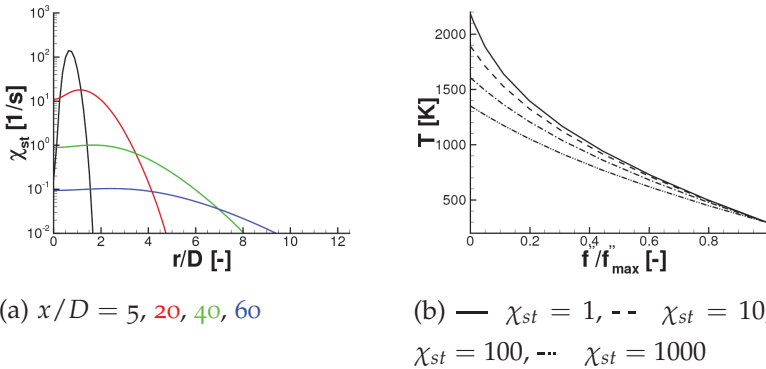 10³
10²
10¹
10⁰
10⁻¹
10⁻²
χst [1/s]
0 2 4 6 8 10 12
r/D [-]
(a) x/D = 5, 20, 40, 60
2000
1500
1000
500
T [K]
0 0.2 0.4 0.6 0.8
f''/f''max [-]
(b) — χst = 1, - - χst = 10,
χst = 100, -·· χst = 1000